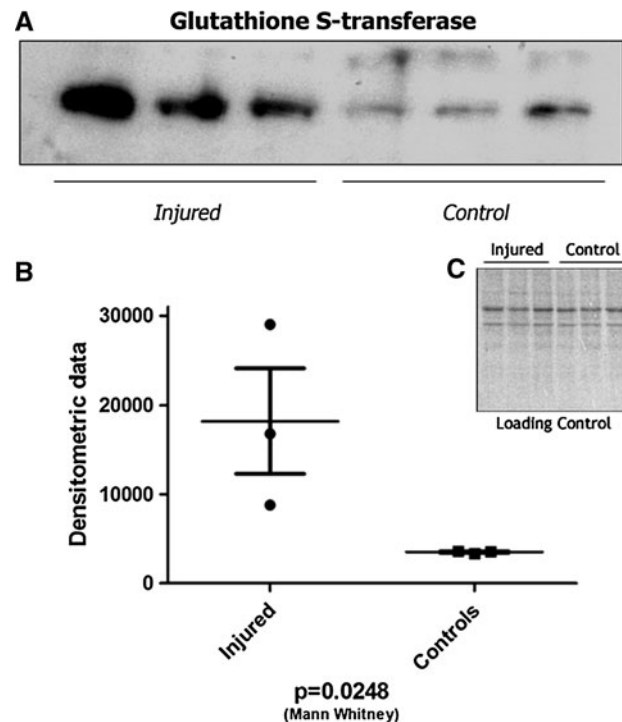 A
Glutathione S-transferase
Injured
Control
B
Densitometric data
30000
20000
10000
0
Injured
Controls
p=0.0248
(Mann Whitney)
C
Injured
Control
Loading Control